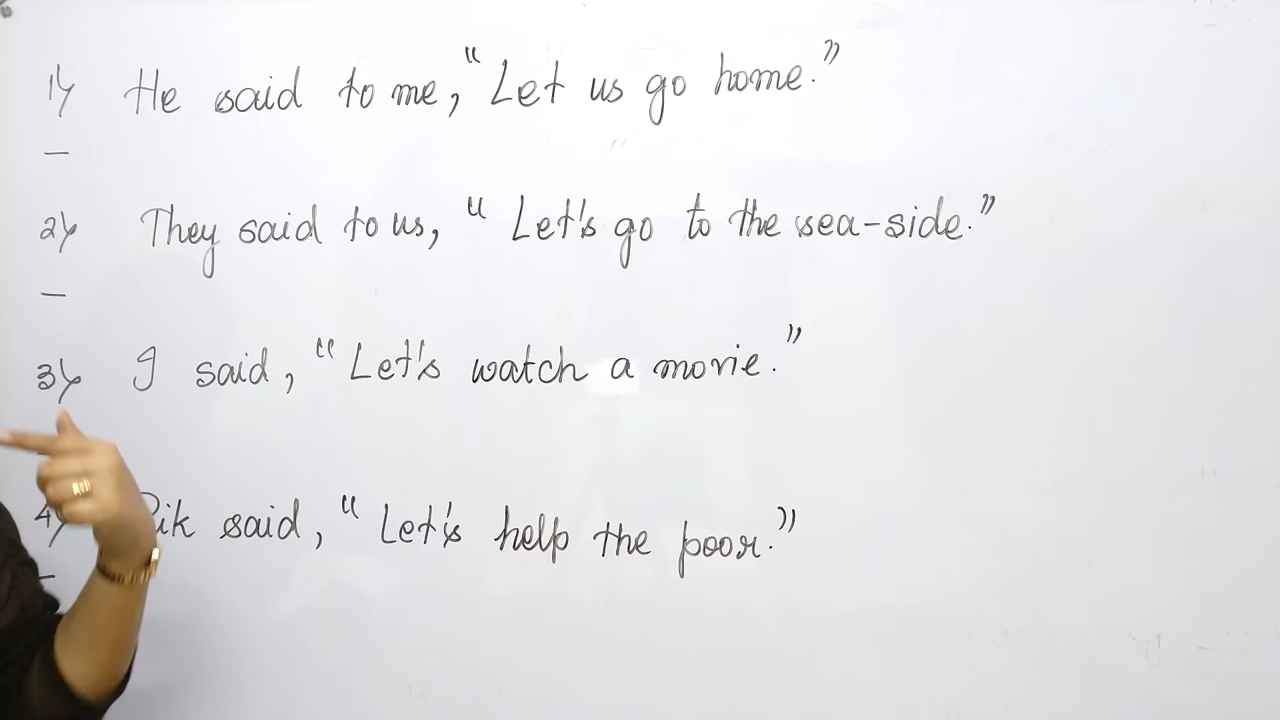 1) He said to me, "Let us go home."
–
2) They said to us, "Let's go to the sea-side."
–
3) I said, "Let's watch a movie."
4) said, "Let's help the poor."
–